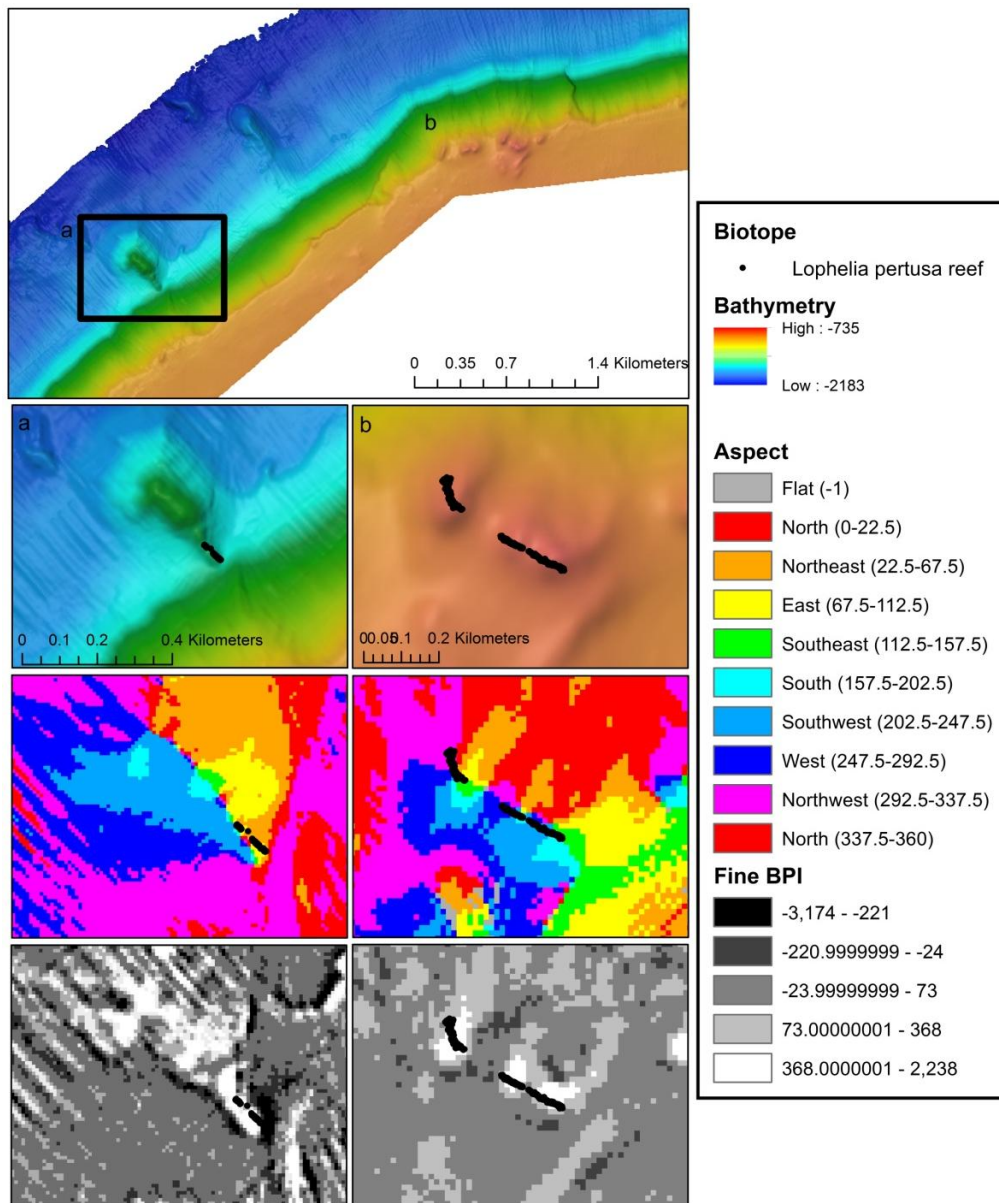 b
a
0 0.35 0.7 1.4 Kilometers
a
b
0 0.1 0.2 0.4 Kilometers
00.050.1 0.2 Kilometers
Biotope
Lophelia pertusa reef
Bathymetry
High : -735
Low : -2183
Aspect
Flat (-1)
North (0-22.5)
Northeast (22.5-67.5)
East (67.5-112.5)
Southeast (112.5-157.5)
South (157.5-202.5)
Southwest (202.5-247.5)
West (247.5-292.5)
Northwest (292.5-337.5)
North (337.5-360)
Fine BPI
-3,174 - -221
-220.9999999 - -24
-23.99999999 - 73
73.00000001 - 368
368.0000001 - 2,238